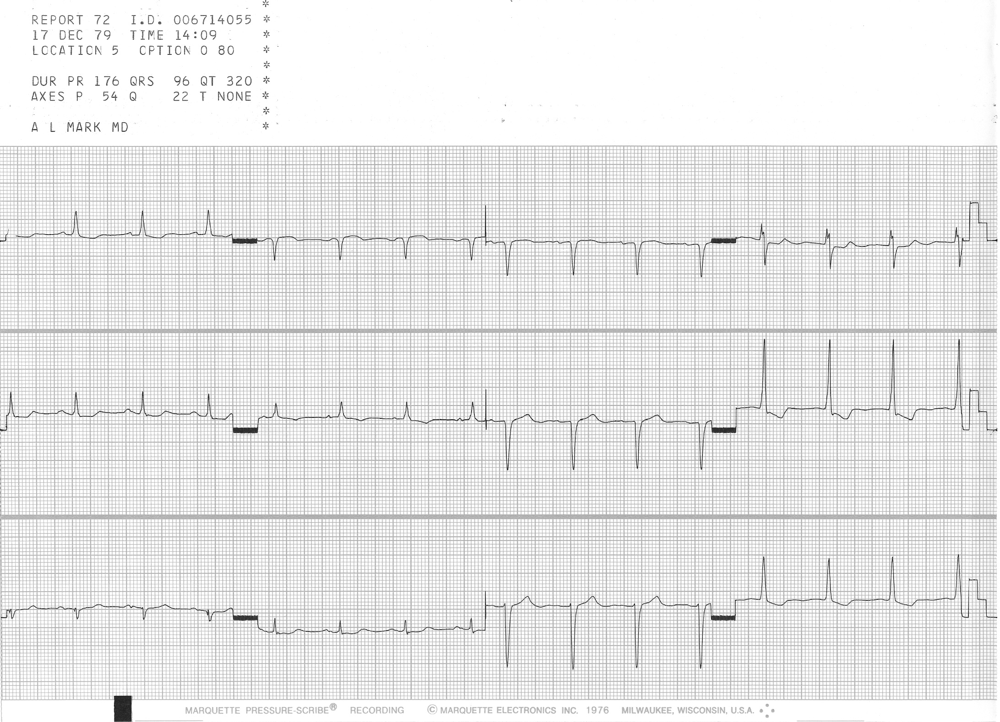 REPORT 72 I.D. 006714055 *
17 DEC 79 TIME 14:09 *
LOCATION 5 CPTION 0 80 *
*
DUR PR 176 QRS 96 QT 320 *
AXES P 54 Q 22 T NONE *
*
A L MARK MD *
MARQUETTE PRESSURE-SCRIBE® RECORDING © MARQUETTE ELECTRONICS INC. 1976 MILWAUKEE, WISCONSIN, U.S.A.